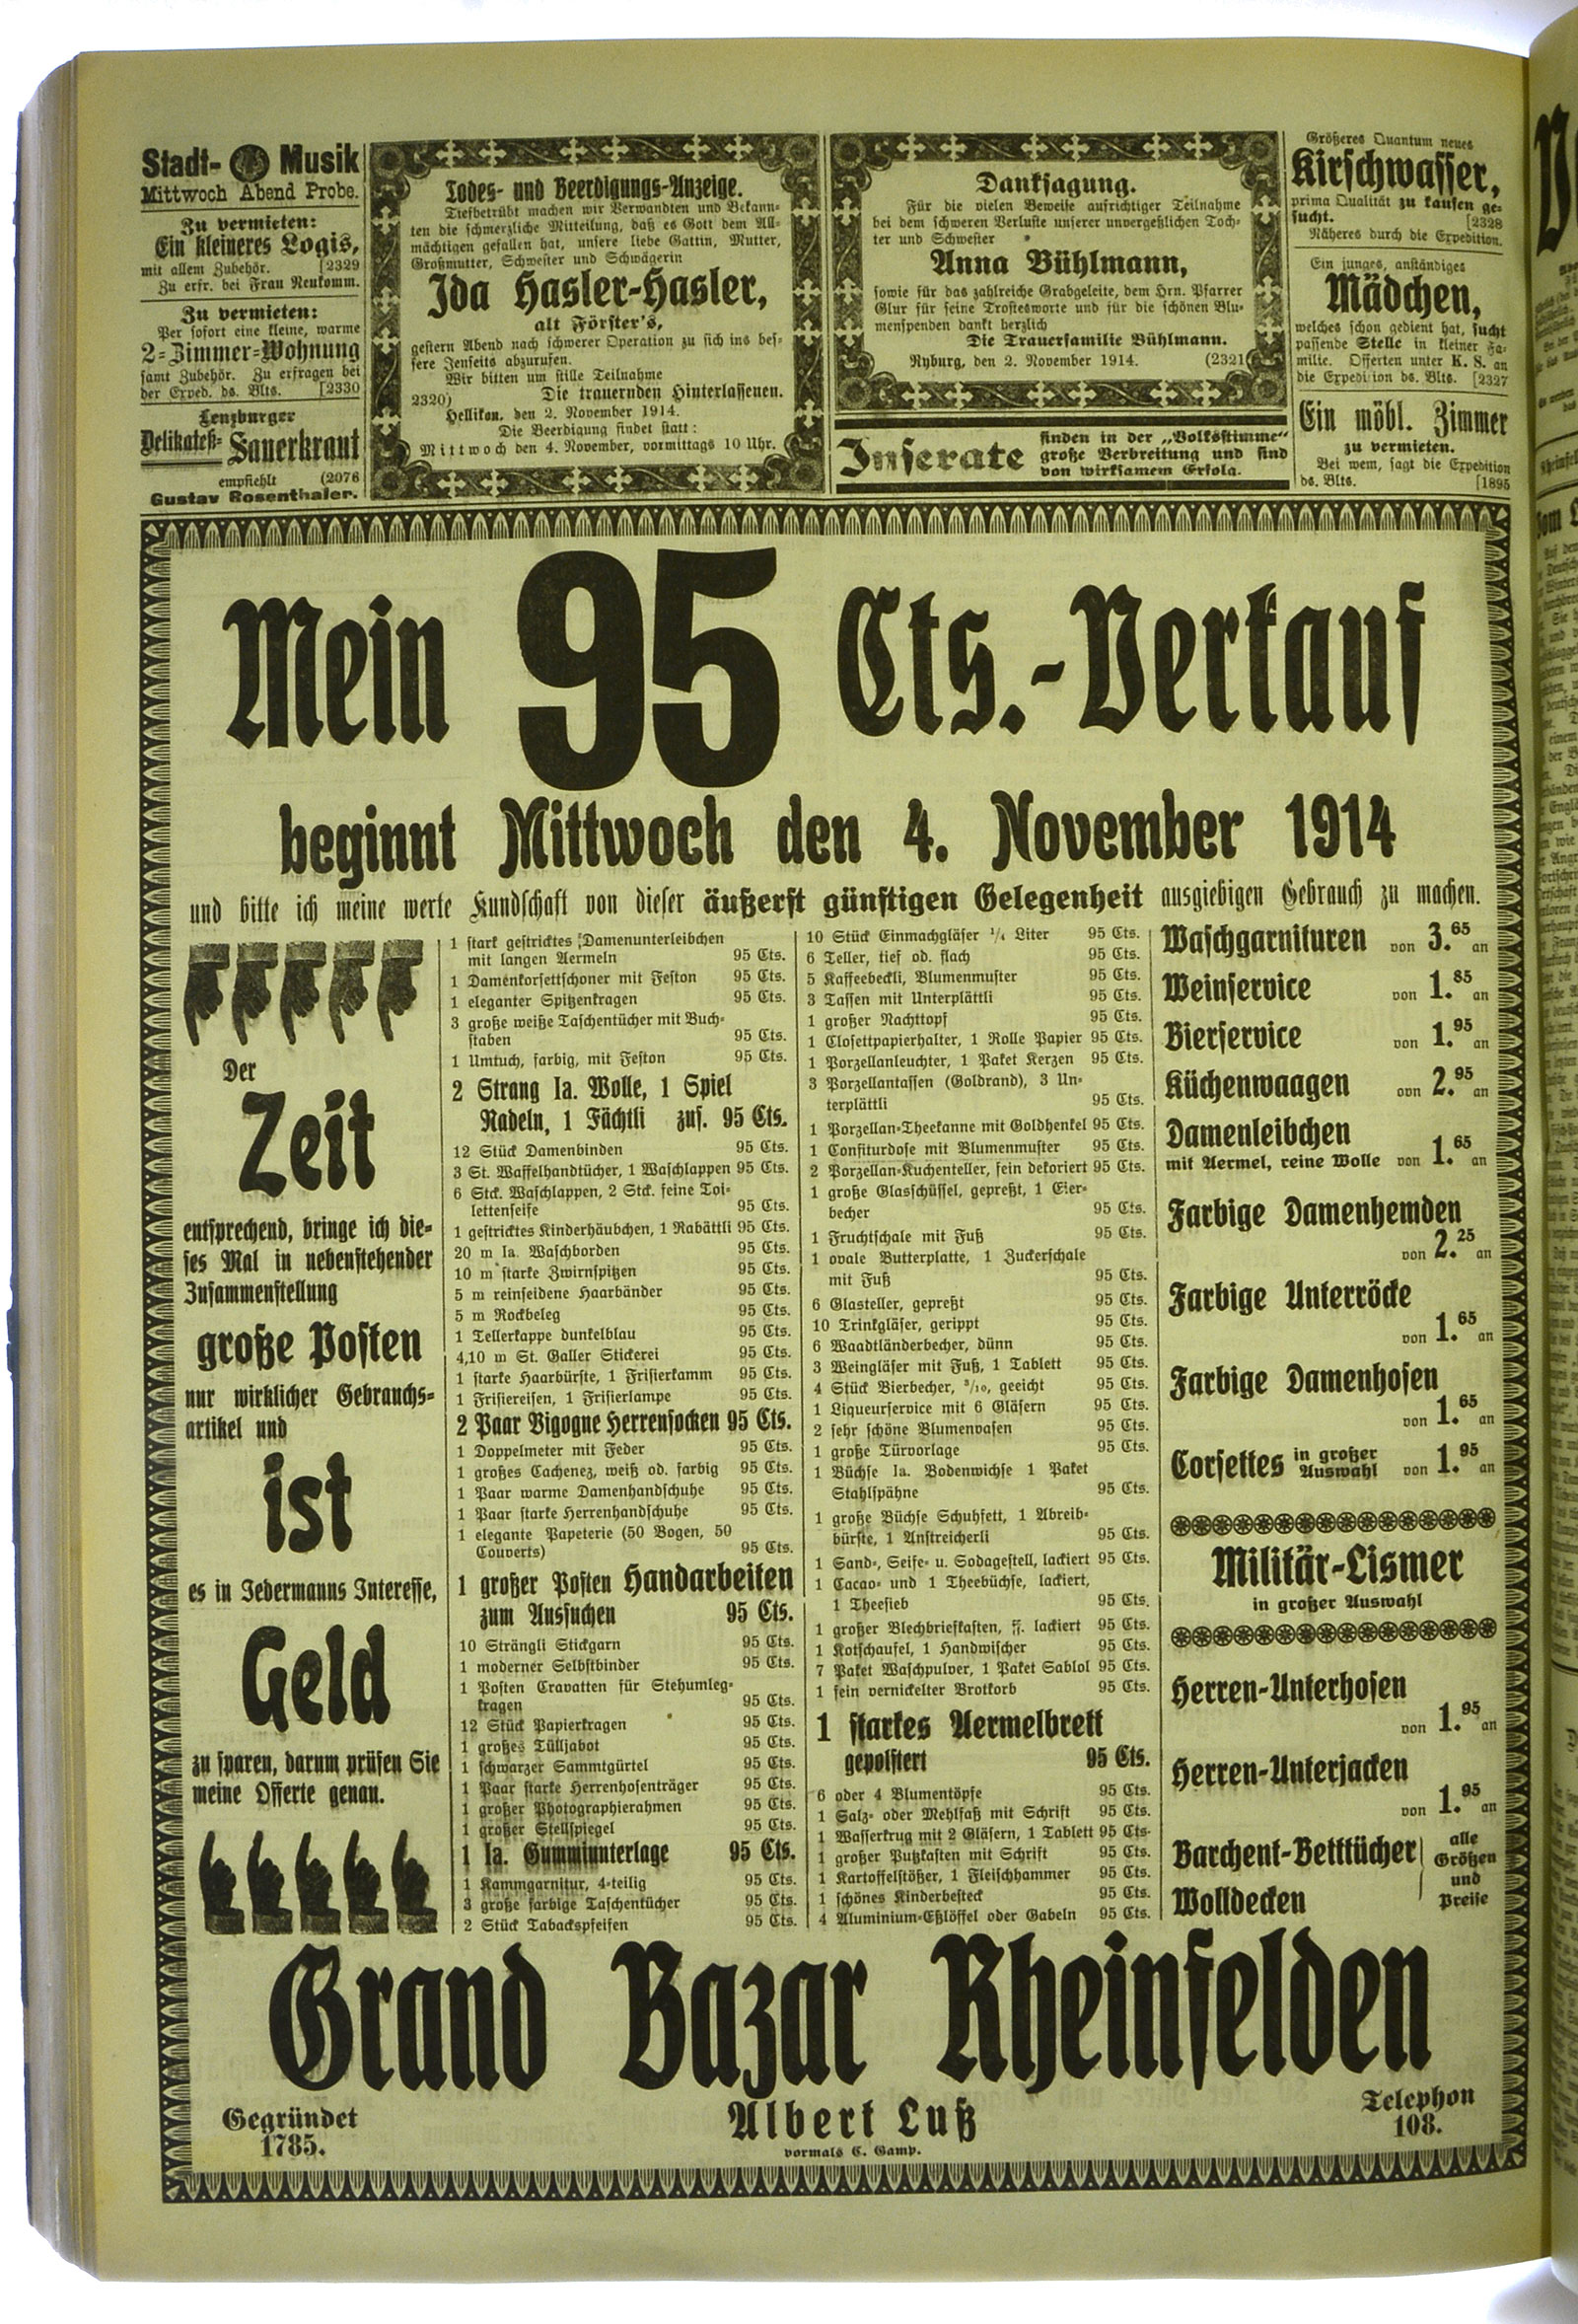 Stadt- Musik
Mittwoch Abend Probe.
Zu vermieten:
Ein kleineres Logis,
mit allem Zubehör. [2329
Zu erfr. bei Frau Neukomm.
Zu vermieten:
Per sofort eine kleine, warme
2-Zimmer-Wohnung
samt Zubehör. Zu erfragen bei
der Exped. ds. Blts. [2330
Lenzburger
Delikateß-
Sauerkraut
empfiehlt (2076
Gustav Rosenthaler.
Todes- und Beerdigungs-Anzeige.
Tiefbetrübt machen wir Verwandten und Bekann-
ten die schmerzliche Mitteilung, daß es Gott dem All-
mächtigen gefallen hat, unsere liebe Gattin, Mutter,
Großmutter, Schwester und Schwägerin
Ida Hasler-Hasler,
alt Förster's,
gestern Abend nach schwerer Operation zu sich ins bes-
sere Jenseits abzurufen.
Wir bitten um stille Teilnahme
2320) Die trauernden Hinterlassenen.
Hellikon, den 2. November 1914.
Die Beerdigung findet statt:
Mittwoch den 4. November, vormittags 10 Uhr.
Danksagung.
Für die vielen Beweise aufrichtiger Teilnahme
bei dem schweren Verluste unserer unvergeßlichen Toch-
ter und Schwester
Anna Bühlmann,
sowie für das zahlreiche Grabgeleite, dem Hrn. Pfarrer
Glur für seine Trostesworte und für die schönen Blu-
menspenden dankt herzlich
Die Trauerfamilie Bühlmann.
Ryburg, den 2. November 1914. (2321
Inserate
finden in der „Volksstimme“
große Verbreitung und sind
von wirksamem Erfolg.
Größeres Quantum neues
Kirschwasser,
prima Qualität zu kaufen ge-
sucht. [2328
Näheres durch die Expedition.
Ein junges, anständiges
Mädchen,
welches schon gedient hat, sucht
passende Stelle in kleiner Fa-
milie. Offerten unter K. S. an
die Expedition ds. Blts. [2327
Ein möbl. Zimmer
zu vermieten.
Bei wem, sagt die Expedition
ds. Blts. [1895
Mein 95 Cts.-Verkauf
beginnt Mittwoch den 4. November 1914
und bitte ich meine werte Kundschaft von dieser äußerst günstigen Gelegenheit ausgiebigen Gebrauch zu machen.
Der
Zeit
entsprechend, bringe ich die-
ses Mal in nebenstehender
Zusammenstellung
große Posten
nur wirklicher Gebrauchs-
artikel und
ist
es in Jedermanns Interesse,
Geld
zu sparen, darum prüfen Sie
meine Offerte genau.
1 stark gestricktes Damenunterleibchen
mit langen Aermeln 95 Cts.
1 Damenkorsettschoner mit Feston 95 Cts.
1 eleganter Spitzenkragen 95 Cts.
3 große weiße Taschentücher mit Buch-
staben 95 Cts.
1 Umtuch, farbig, mit Feston 95 Cts.
2 Strang Ia. Wolle, 1 Spiel
Nadeln, 1 Fächtli zus. 95 Cts.
12 Stück Damenbinden 95 Cts.
3 St. Waffelhandtücher, 1 Waschlappen 95 Cts.
6 Stck. Waschlappen, 2 Stck. feine Toi-
lettenseife 95 Cts.
1 gestricktes Kinderhäubchen, 1 Rabättli 95 Cts.
20 m Ia. Waschborden 95 Cts.
10 m starke Zwirnspitzen 95 Cts.
5 m reinseidene Haarbänder 95 Cts.
5 m Rockbeleg 95 Cts.
1 Tellerkappe dunkelblau 95 Cts.
4,10 m St. Galler Stickerei 95 Cts.
1 starke Haarbürste, 1 Frisierkamm 95 Cts.
1 Frisiereisen, 1 Frisierlampe 95 Cts.
2 Paar Vigogne Herrensocken 95 Cts.
1 Doppelmeter mit Feder 95 Cts.
1 großes Cachenez, weiß od. farbig 95 Cts.
1 Paar warme Damenhandschuhe 95 Cts.
1 Paar starke Herrenhandschuhe 95 Cts.
1 elegante Papeterie (50 Bogen, 50
Couverts) 95 Cts.
1 großer Posten Handarbeiten
zum Aussuchen 95 Cts.
10 Strängli Stickgarn 95 Cts.
1 moderner Selbstbinder 95 Cts.
1 Posten Cravatten für Stehumleg-
kragen 95 Cts.
12 Stück Papierkragen 95 Cts.
1 großes Tülljabot 95 Cts.
1 schwarzer Sammtgürtel 95 Cts.
1 Paar starke Herrenhosenträger 95 Cts.
1 großer Photographierahmen 95 Cts.
1 großer Stellspiegel 95 Cts.
1 Ia. Gummiunterlage 95 Cts.
1 Kammgarnitur, 4-teilig 95 Cts.
3 große farbige Taschentücher 95 Cts.
2 Stück Tabackspfeifen 95 Cts.
10 Stück Einmachgläser 1/4 Liter 95 Cts.
6 Teller, tief od. flach 95 Cts.
5 Kaffeebeckli, Blumenmuster 95 Cts.
3 Tassen mit Unterplättli 95 Cts.
1 großer Nachttopf 95 Cts.
1 Closettpapierhalter, 1 Rolle Papier 95 Cts.
1 Porzellanleuchter, 1 Paket Kerzen 95 Cts.
3 Porzellantassen (Goldrand), 3 Un-
terplättli 95 Cts.
1 Porzellan-Theekanne mit Goldhenkel 95 Cts.
1 Confiturdose mit Blumenmuster 95 Cts.
2 Porzellan-Kuchenteller, fein dekoriert 95 Cts.
1 große Glasschüssel, gepreßt, 1 Eier-
becher 95 Cts.
1 Fruchtschale mit Fuß 95 Cts.
1 ovale Butterplatte, 1 Zuckerschale
mit Fuß 95 Cts.
6 Glasteller, gepreßt 95 Cts.
10 Trinkgläser, gerippt 95 Cts.
6 Waadtländerbecher, dünn 95 Cts.
3 Weingläser mit Fuß, 1 Tablett 95 Cts.
4 Stück Bierbecher, 3/10, geeicht 95 Cts.
1 Liqueurservice mit 6 Gläsern 95 Cts.
2 sehr schöne Blumenvasen 95 Cts.
1 große Türvorlage 95 Cts.
1 Büchse Ia. Bodenwichse 1 Paket
Stahlspähne 95 Cts.
1 große Büchse Schuhfett, 1 Abreib-
bürste, 1 Anstreicherli 95 Cts.
1 Sand-, Seife- u. Sodagestell, lackiert 95 Cts.
1 Cacao- und 1 Theebüchse, lackiert,
1 Theesieb 95 Cts.
1 großer Blechbriefkasten, ff. lackiert 95 Cts.
1 Kotschaufel, 1 Handwischer 95 Cts.
7 Paket Waschpulver, 1 Paket Sablol 95 Cts.
1 fein vernickelter Brotkorb 95 Cts.
1 starkes Aermelbrett
gepolstert 95 Cts.
6 oder 4 Blumentöpfe 95 Cts.
1 Salz- oder Mehlfaß mit Schrift 95 Cts.
1 Wasserkrug mit 2 Gläsern, 1 Tablett 95 Cts.
1 großer Putzkasten mit Schrift 95 Cts.
1 Kartoffelstößer, 1 Fleischhammer 95 Cts.
1 schönes Kinderbesteck 95 Cts.
4 Aluminium-Eßlöffel oder Gabeln 95 Cts.
Waschgarnituren von 3.65 an
Weinservice von 1.85 an
Bierservice von 1.95 an
Küchenwaagen von 2.95 an
Damenleibchen
mit Aermel, reine Wolle von 1.65 an
Farbige Damenhemden
von 2.25 an
Farbige Unterröcke
von 1.65 an
Farbige Damenhosen
von 1.65 an
Corsettes in großer Auswahl von 1.95 an
Militär-Lismer
in großer Auswahl
Herren-Unterhosen
von 1.95 an
Herren-Unterjacken
von 1.95 an
Barchent-Betttücher
Wolldecken
alle
Größen
und
Preise
Grand Bazar Rheinfelden
Gegründet
1785.
Albert Luß
vormals C. Gamp.
Telephon
108.